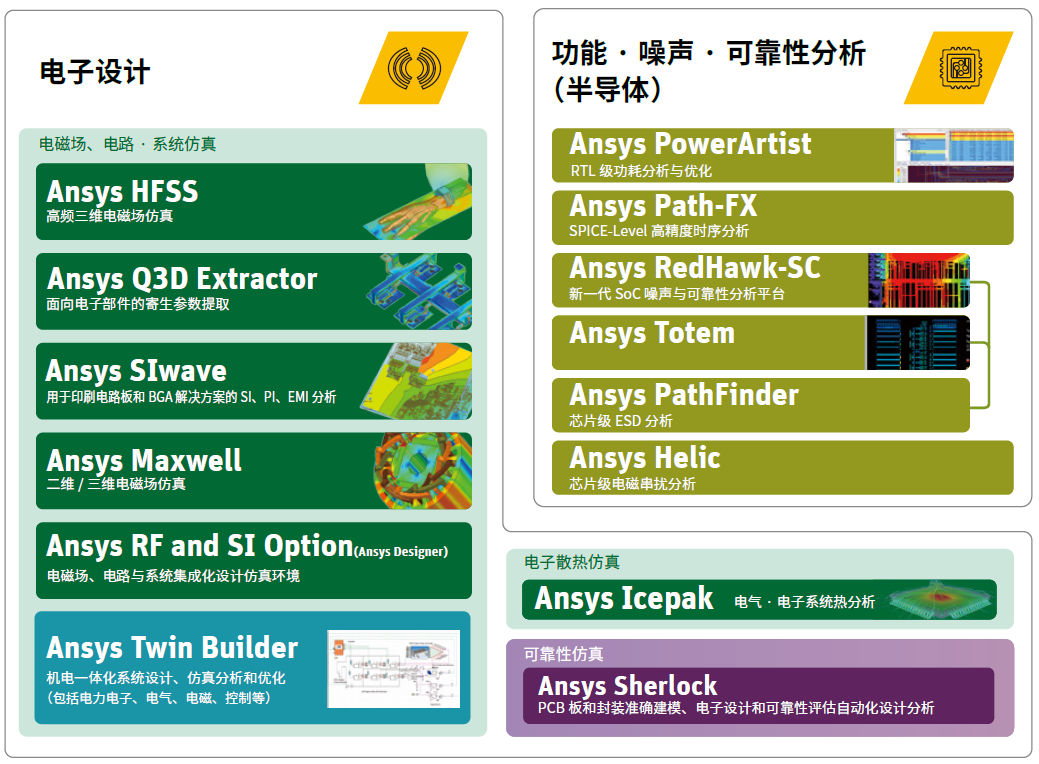 电子设计
电磁场、电路 · 系统仿真
Ansys HFSS
高频三维电磁场仿真
Ansys Q3D Extractor
面向电子部件的寄生参数提取
Ansys SIwave
用于印刷电路板和 BGA 解决方案的 SI、PI、EMI 分析
Ansys Maxwell
二维 / 三维电磁场仿真
Ansys RF and SI Option(Ansys Designer)
电磁场、电路与系统集成化设计仿真环境
Ansys Twin Builder
机电一体化系统设计、仿真分析和优化
（包括电力电子、电气、电磁、控制等）
功能 · 噪声 · 可靠性分析
（半导体）
Ansys PowerArtist
RTL 级功耗分析与优化
Ansys Path-FX
SPICE-Level 高精度时序分析
Ansys RedHawk-SC
新一代 SoC 噪声与可靠性分析平台
Ansys Totem
Ansys PathFinder
芯片级 ESD 分析
Ansys Helic
芯片级电磁串扰分析
电子散热仿真
Ansys Icepak 电气 · 电子系统热分析
可靠性仿真
Ansys Sherlock
PCB 板和封装准确建模、电子设计和可靠性评估自动化设计分析